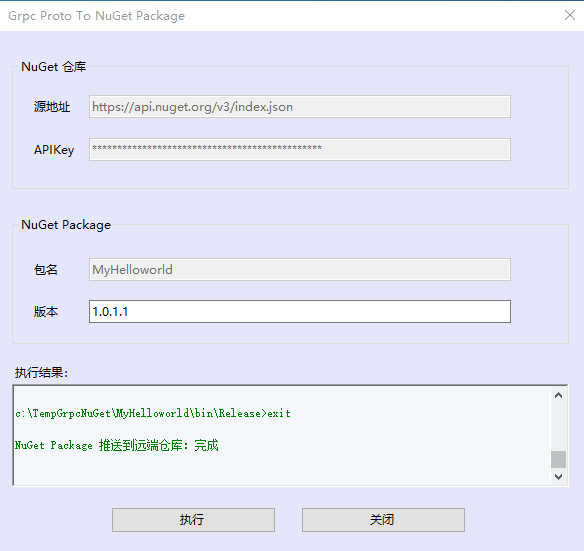 Grpc Proto To NuGet Package
NuGet 仓库
源地址 https://api.nuget.org/v3/index.json
APIKey **********************************************
NuGet Package
包名 MyHelloworld
版本 1.0.1.1
执行结果:
c:\TempGrpcNuGet\MyHelloworld\bin\Release>exit
NuGet Package 推送到远端仓库: 完成
执行 关闭